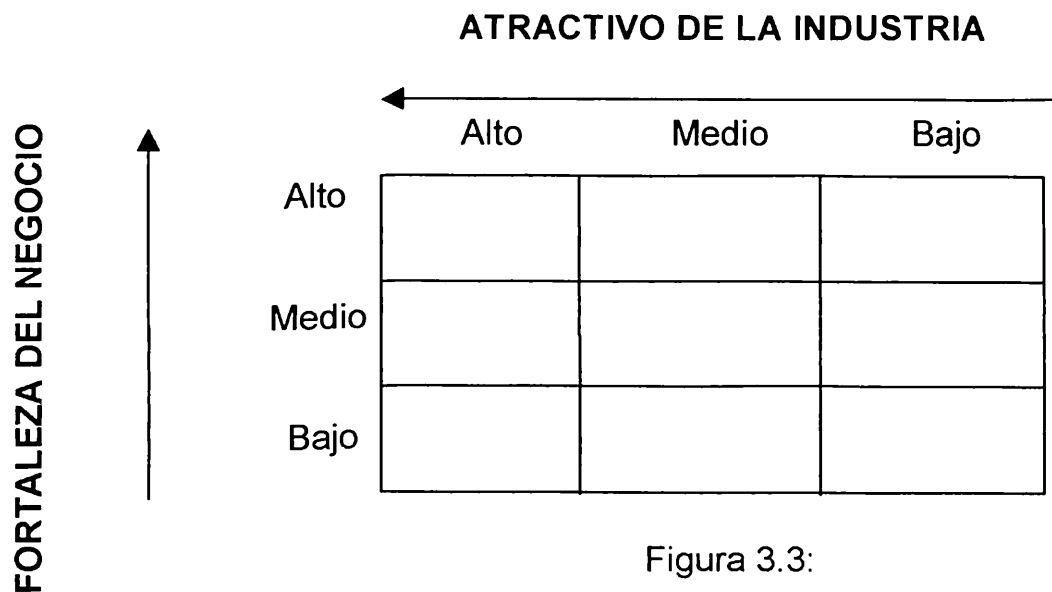 ATRACTIVO DE LA INDUSTRIA
Alto Medio Bajo
FORTALEZA DEL NEGOCIO
Alto
Medio
Bajo
Figura 3.3: